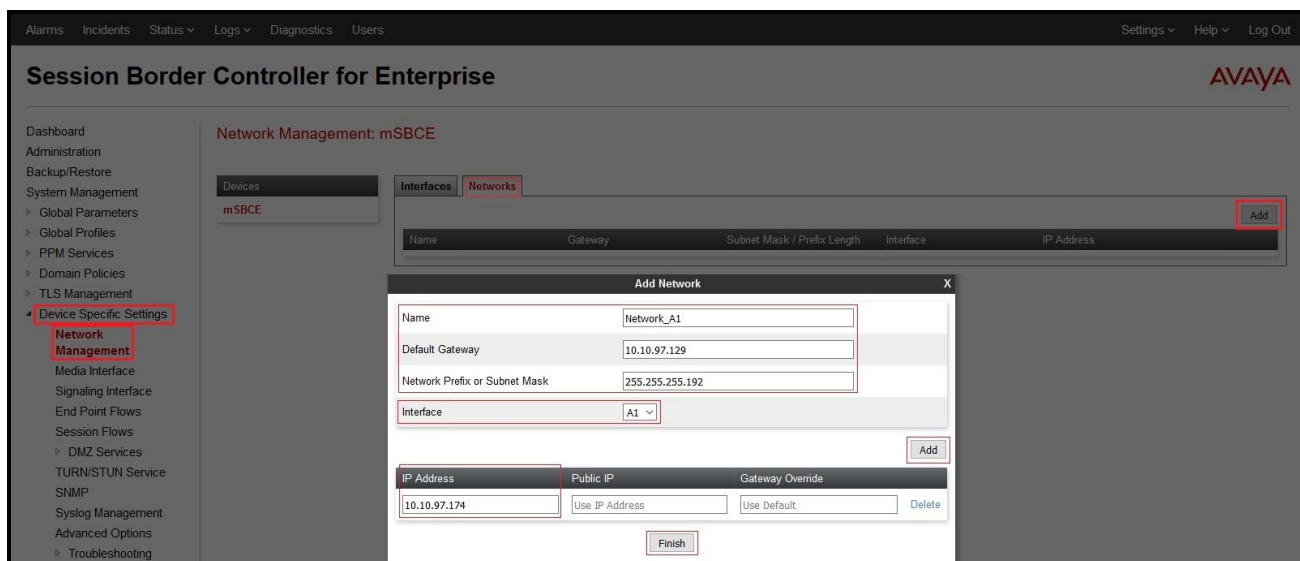 Alarms Incidents Status Logs Diagnostics Users Settings Help Log Out
Session Border Controller for Enterprise
AVAYA
Dashboard
Administration
Backup/Restore
System Management
Global Parameters
Global Profiles
PPM Services
Domain Policies
TLS Management
Device Specific Settings
Network
Management
Media Interface
Signaling Interface
End Point Flows
Session Flows
DMZ Services
TURN/STUN Service
SNMP
Syslog Management
Advanced Options
Troubleshooting
Network Management: mSBCE
Devices
mSBCE
Interfaces Networks
Add
Name Gateway Subnet Mask / Prefix Length Interface IP Address
Add Network X
Name Network_A1
Default Gateway 10.10.97.129
Network Prefix or Subnet Mask 255.255.255.192
Interface A1
Add
IP Address Public IP Gateway Override
10.10.97.174 Use IP Address Use Default Delete
Finish